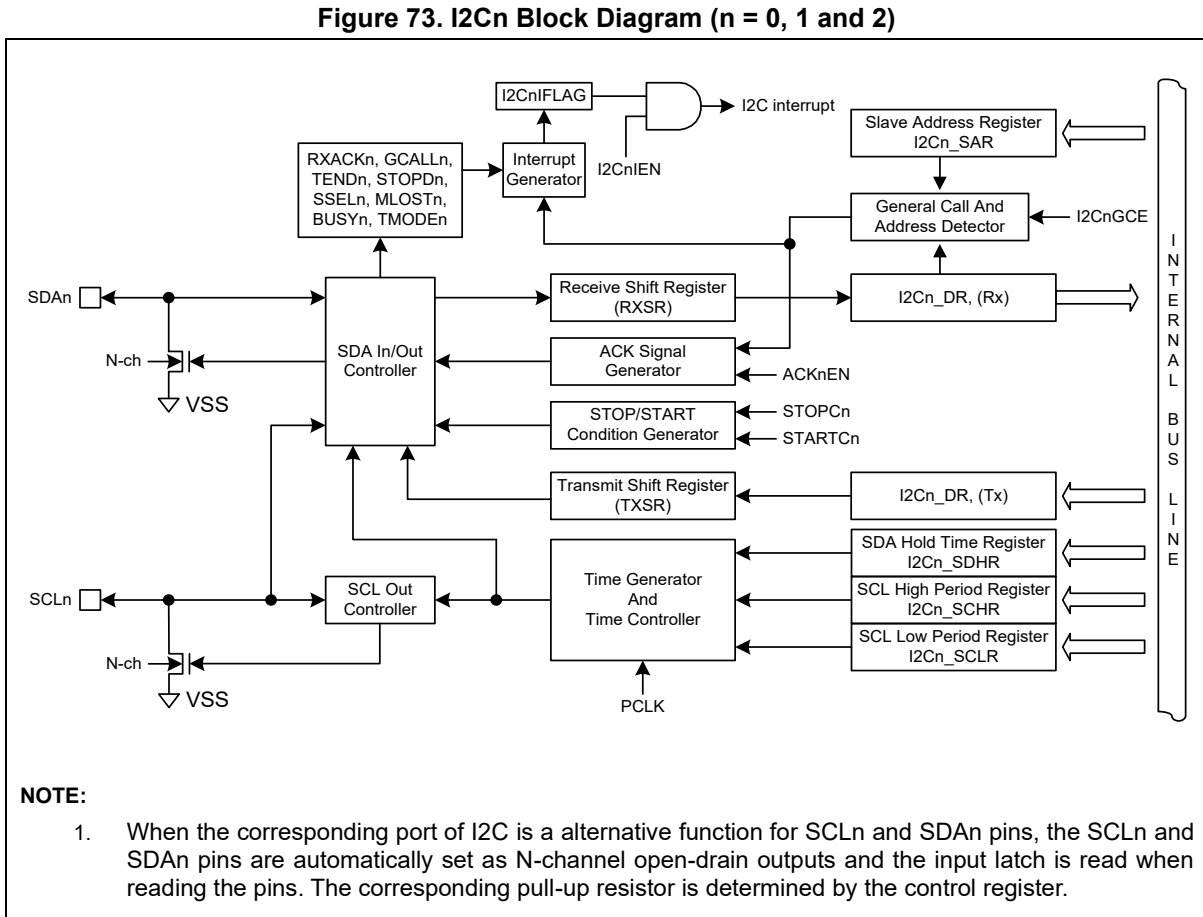 Figure 73. I2Cn Block Diagram (n = 0, 1 and 2)
I2CnIFLAG
I2C interrupt
I2CnIEN
Slave Address Register
I2Cn_SAR
RXACKn, GCALLn,
TENDn, STOPDn,
SSELn, MLOSTn,
BUSYn, TMODEn
Interrupt
Generator
General Call And
Address Detector
I2CnGCE
SDAn
Receive Shift Register
(RXSR)
I2Cn_DR, (Rx)
N-ch
VSS
SDA In/Out
Controller
ACK Signal
Generator
ACKnEN
STOP/START
Condition Generator
STOPCn
STARTCn
Transmit Shift Register
(TXSR)
I2Cn_DR, (Tx)
SDA Hold Time Register
I2Cn_SDHR
SCLn
SCL Out
Controller
Time Generator
And
Time Controller
SCL High Period Register
I2Cn_SCHR
SCL Low Period Register
I2Cn_SCLR
N-ch
VSS
PCLK
INTERNAL BUS LINE
NOTE:
1. When the corresponding port of I2C is a alternative function for SCLn and SDAn pins, the SCLn and
SDAn pins are automatically set as N-channel open-drain outputs and the input latch is read when
reading the pins. The corresponding pull-up resistor is determined by the control register.